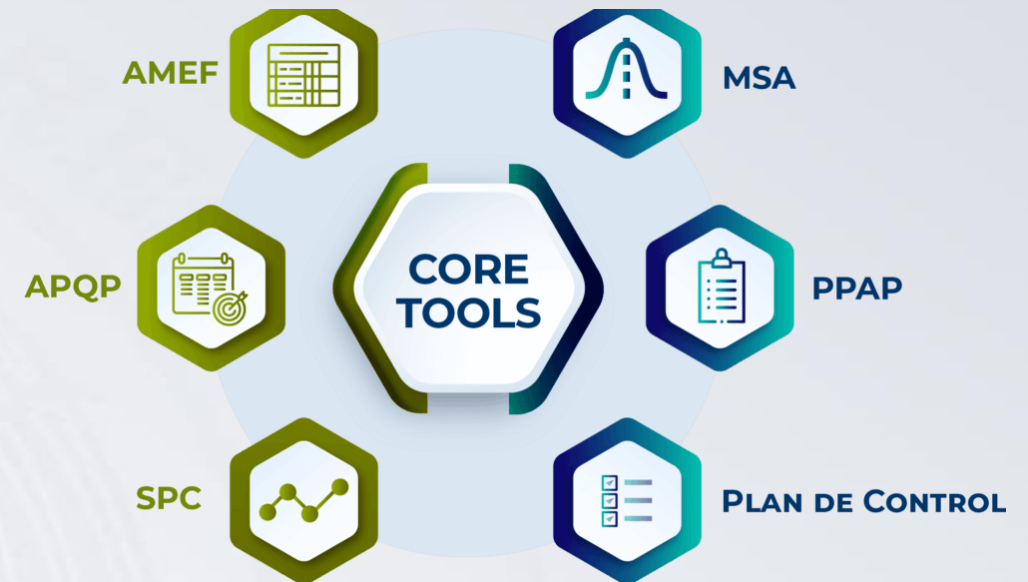 AMEF
MSA
APQP
CORE
TOOLS
PPAP
SPC
PLAN DE CONTROL